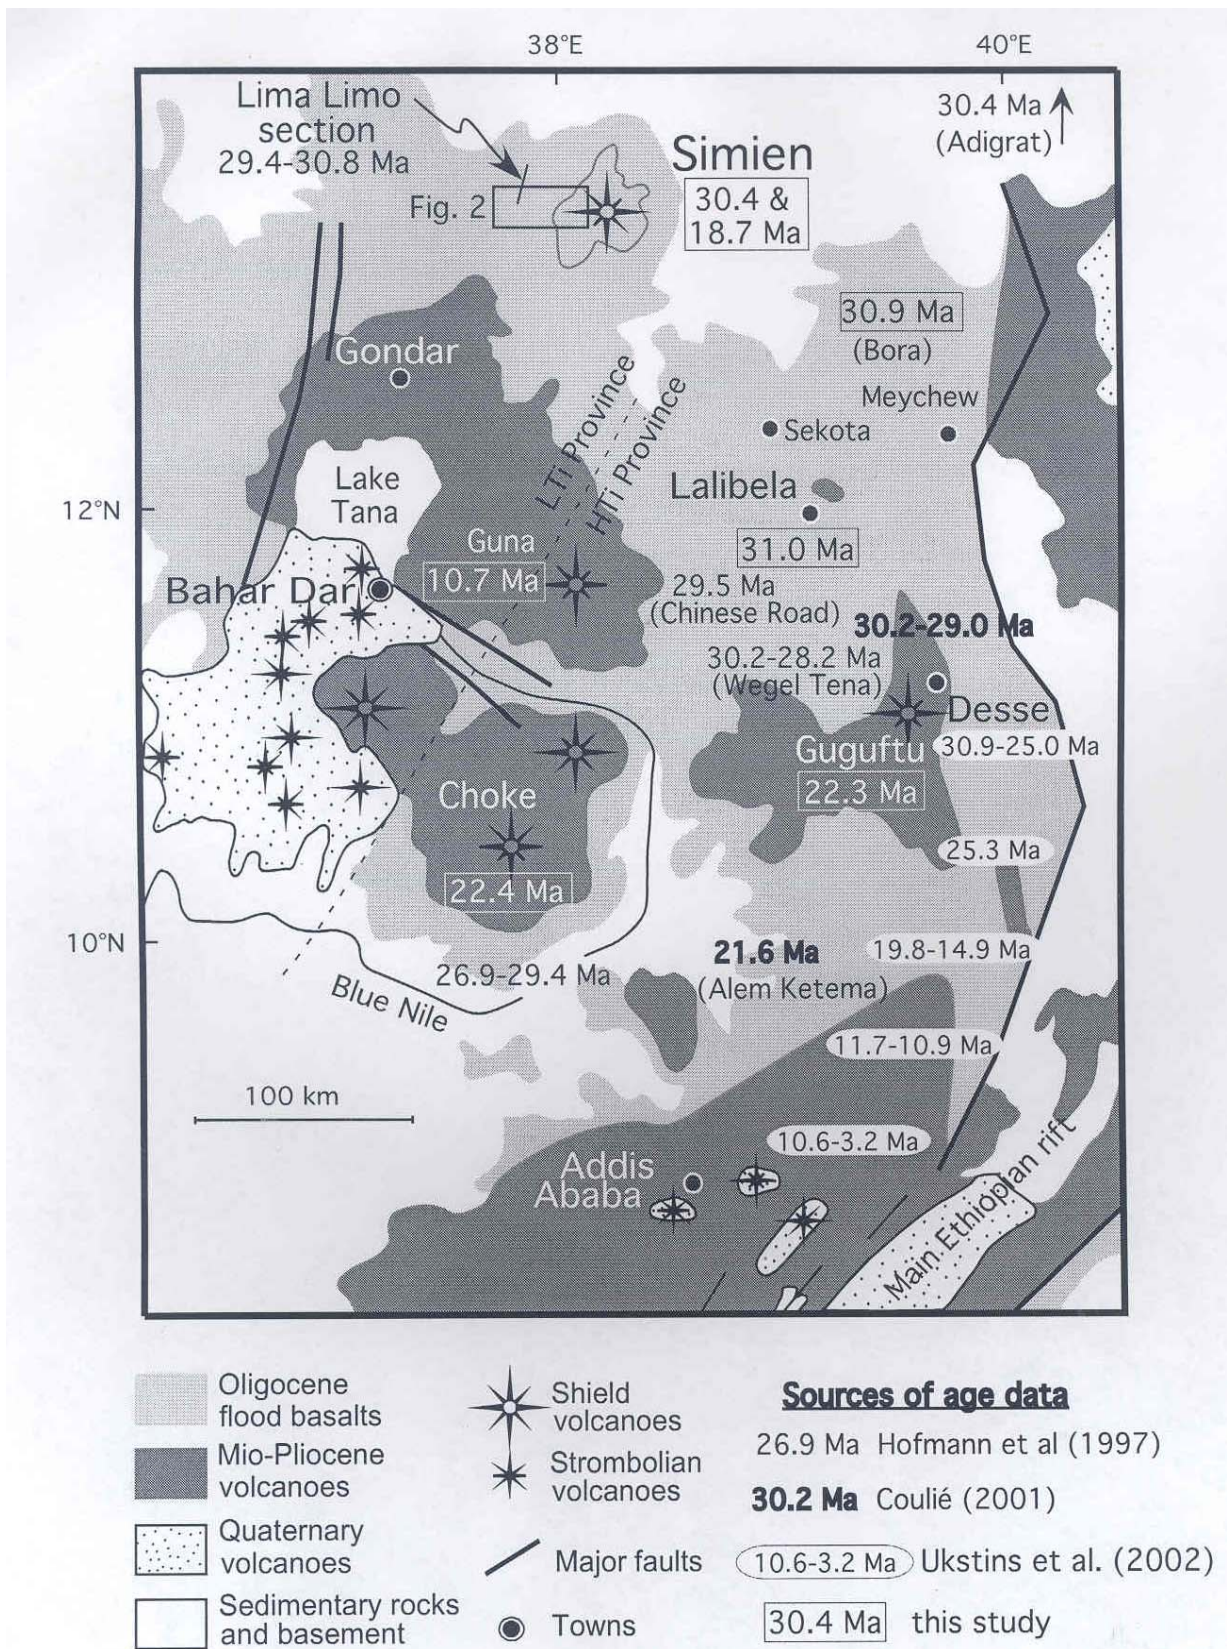 38°E
40°E
Lima Limo
section
29.4-30.8 Ma
30.4 Ma
(Adigrat)
Simien
30.4 &
18.7 Ma
Fig. 2
30.9 Ma
(Bora)
Gondar
Meychew
Sekota
LTi Province
HTi Province
Lake
Tana
Lalibela
12°N
31.0 Ma
Guna
10.7 Ma
29.5 Ma
(Chinese Road)
Bahar Dar
30.2-29.0 Ma
30.2-28.2 Ma
(Wegel Tena)
Desse
Guguftu
30.9-25.0 Ma
22.3 Ma
Choke
25.3 Ma
22.4 Ma
10°N
21.6 Ma
(Alem Ketema)
19.8-14.9 Ma
26.9-29.4 Ma
Blue Nile
11.7-10.9 Ma
100 km
10.6-3.2 Ma
Addis
Ababa
Main Ethiopian rift
Oligocene
flood basalts
Mio-Pliocene
volcanoes
Quaternary
volcanoes
Sedimentary rocks
and basement
Shield
volcanoes
Strombolian
volcanoes
Major faults
Towns
Sources of age data
26.9 Ma Hofmann et al (1997)
30.2 Ma Coulié (2001)
10.6-3.2 Ma Ukstins et al. (2002)
30.4 Ma this study